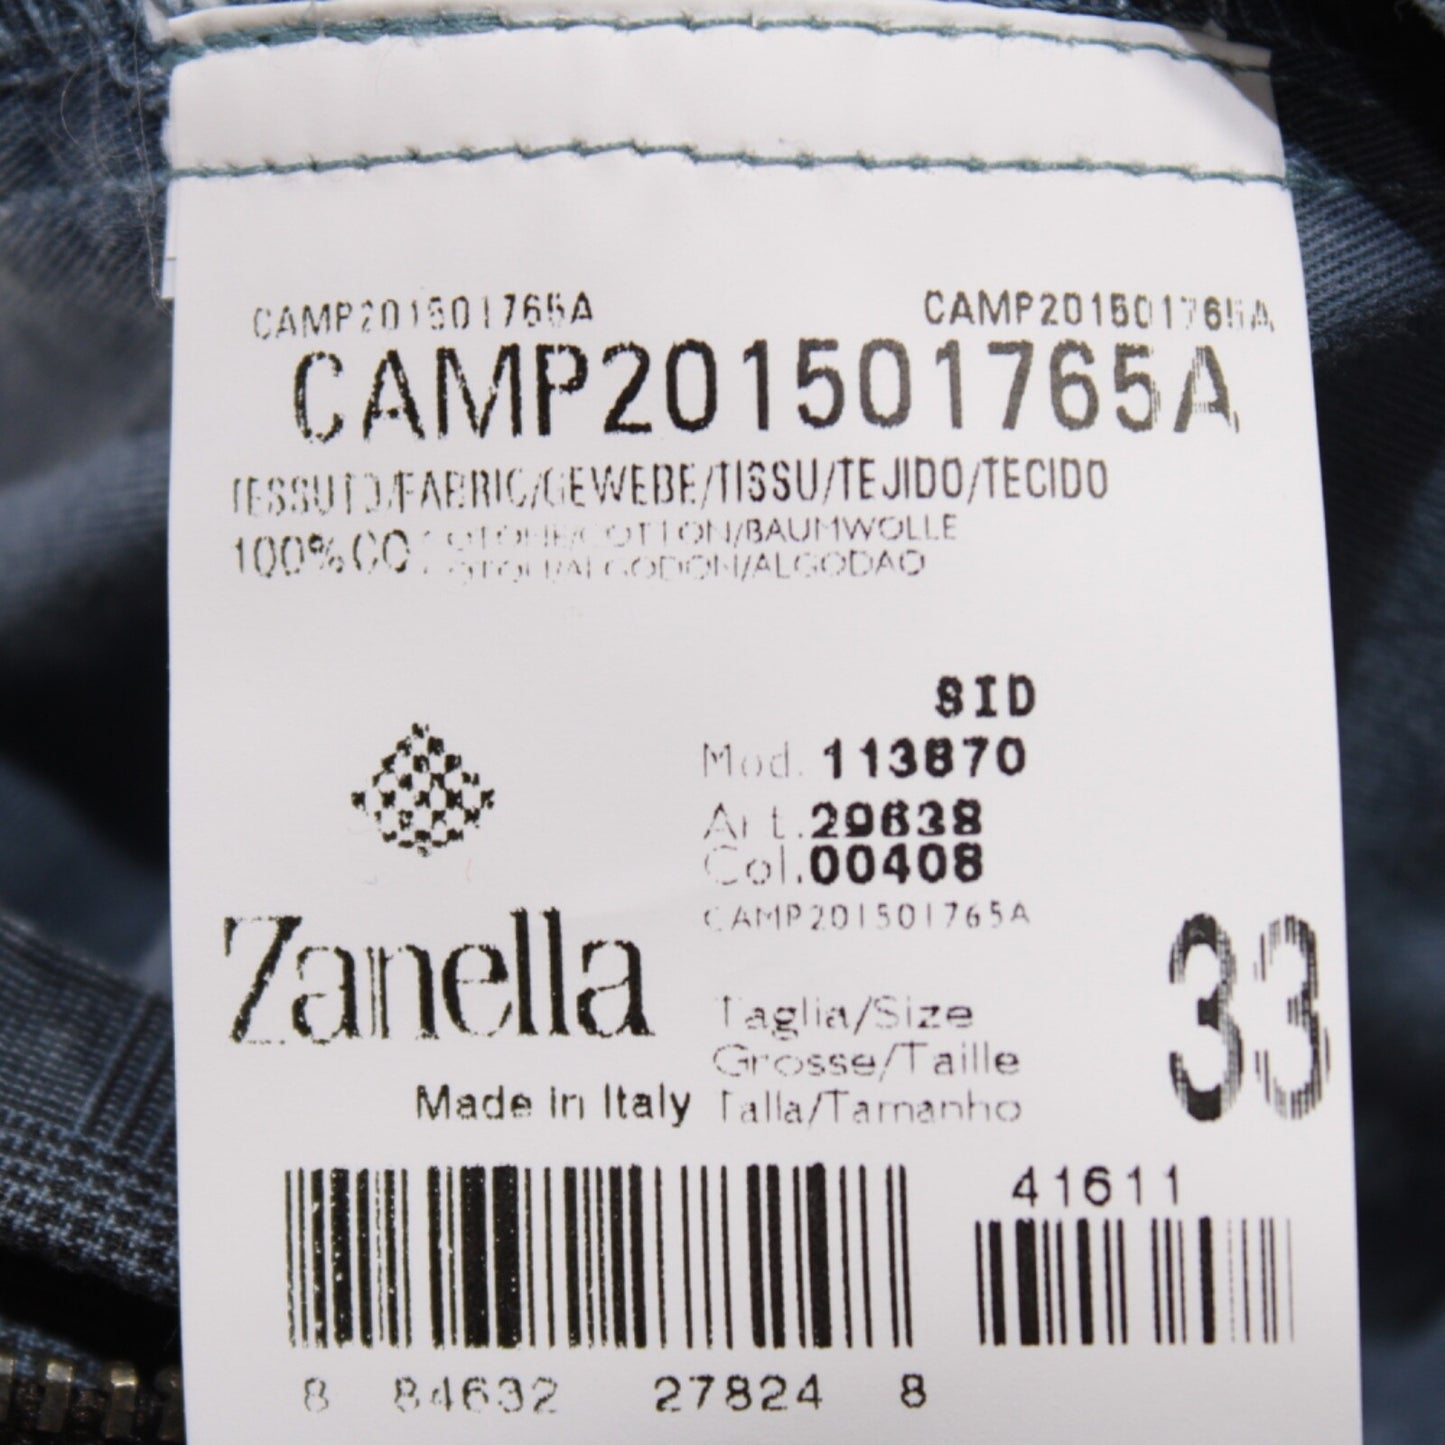 CAMP201501765A CAMP201501765A
CAMP201501765A
TESSUTO/FABRIC/GEWEBE/TISSU/TEJIDO/TECIDO
100%CO COTONE/COTTON/BAUMWOLLE
COTON/ALGODON/ALGODAO
SID
Mod. 113870
Art.29638
Col.00408
CAMP201501765A
Zanella
Made in Italy
Taglia/Size
Grosse/Taille
Talla/Tamanho
33
41611
8 84632 27824 8